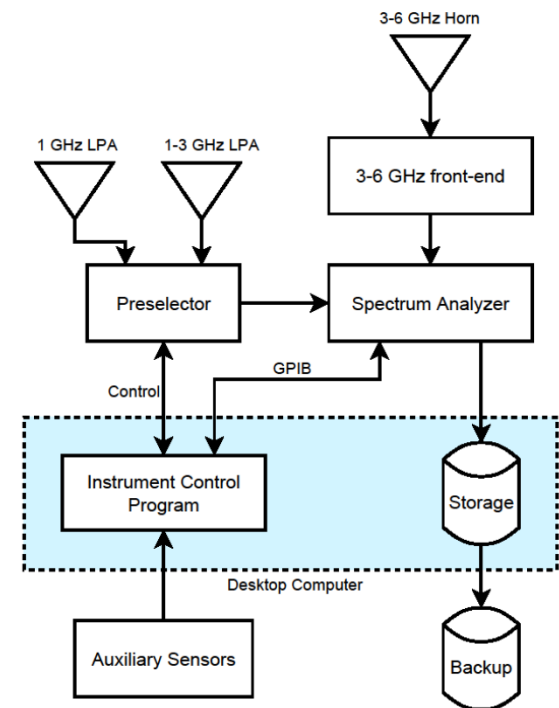 3-6 GHz Horn
1 GHz LPA
1-3 GHz LPA
3-6 GHz front-end
Preselector
Spectrum Analyzer
GPIB
Control
Instrument Control
Program
Storage
Desktop Computer
Auxiliary Sensors
Backup